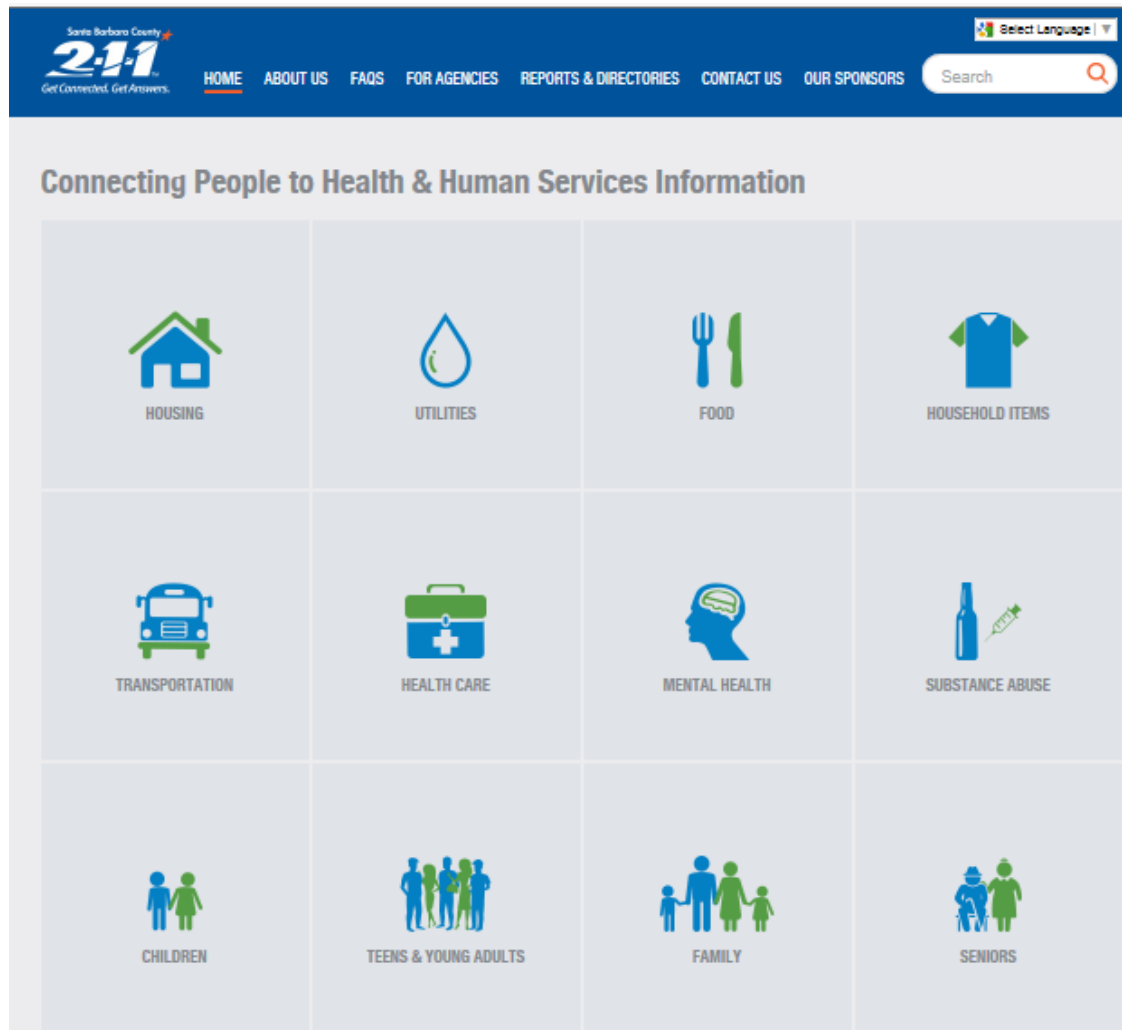 Santa Barbara County
2-1-1
Get Connected. Get Answers.
HOME ABOUT US FAQS FOR AGENCIES REPORTS & DIRECTORIES CONTACT US OUR SPONSORS
Select Language
Search
Connecting People to Health & Human Services Information
HOUSING UTILITIES FOOD HOUSEHOLD ITEMS
TRANSPORTATION HEALTH CARE MENTAL HEALTH SUBSTANCE ABUSE
CHILDREN TEENS & YOUNG ADULTS FAMILY SENIORS